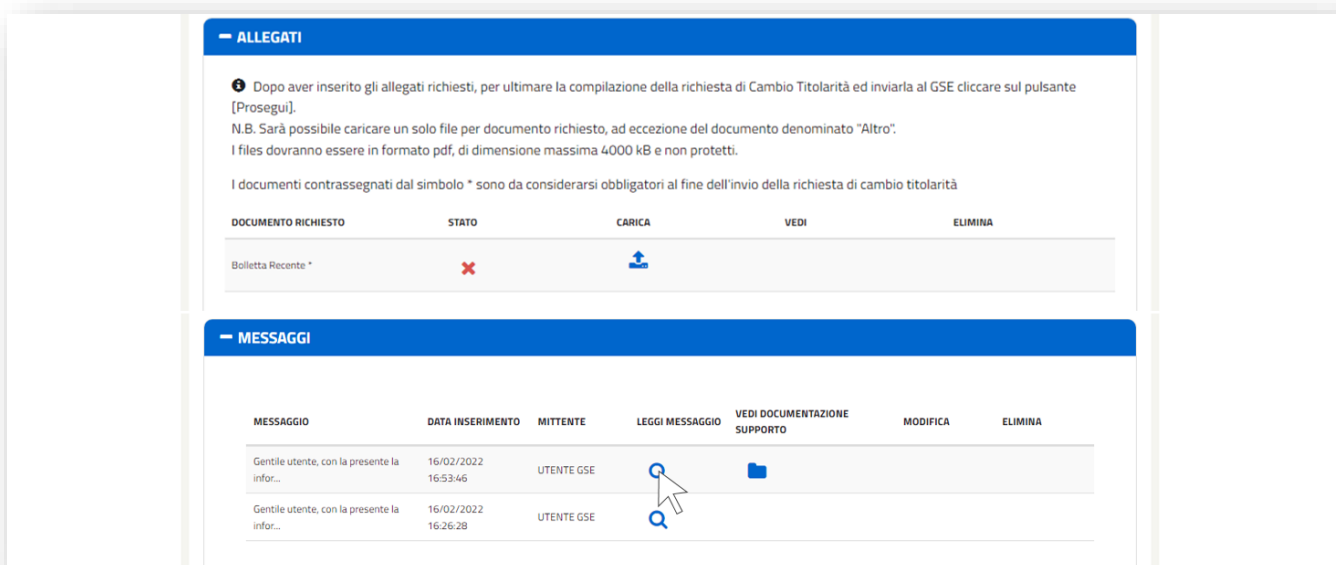 ALLEGATI
Dopo aver inserito gli allegati richiesti, per ultimare la compilazione della richiesta di Cambio Titolarità ed inviarla al GSE cliccare sul pulsante
[Prosegui].
N.B. Sarà possibile caricare un solo file per documento richiesto, ad eccezione del documento denominato "Altro".
I files dovranno essere in formato pdf, di dimensione massima 4000 kB e non protetti.
I documenti contrassegnati dal simbolo * sono da considerarsi obbligatori al fine dell'invio della richiesta di cambio titolarità
DOCUMENTO RICHIESTO STATO CARICA VEDI ELIMINA
Bolletta Recente *
MESSAGGI
MESSAGGIO DATA INSERIMENTO MITTENTE LEGGI MESSAGGIO VEDI DOCUMENTAZIONE SUPPORTO MODIFICA ELIMINA
Gentile utente, con la presente la 16/02/2022
infor... 16:53:46 UTENTE GSE
Gentile utente, con la presente la 16/02/2022
infor... 16:26:28 UTENTE GSE